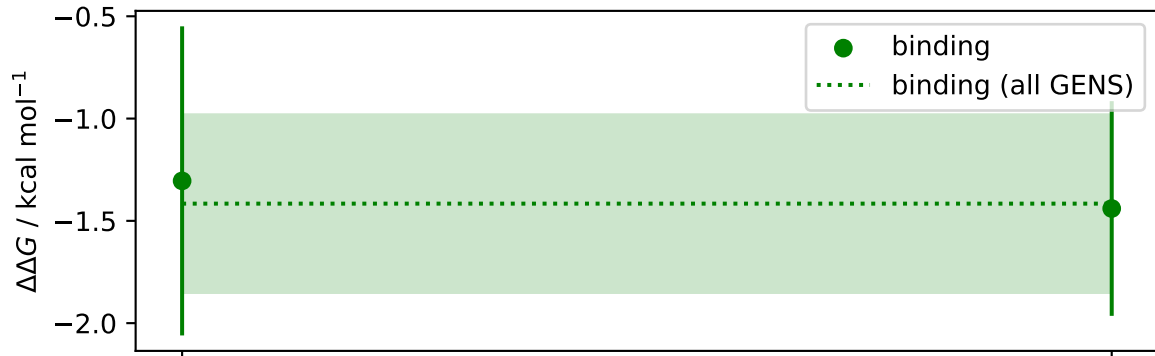 −0.5
−1.0
−1.5
−2.0
ΔΔG / kcal mol⁻¹
binding
binding (all GENS)